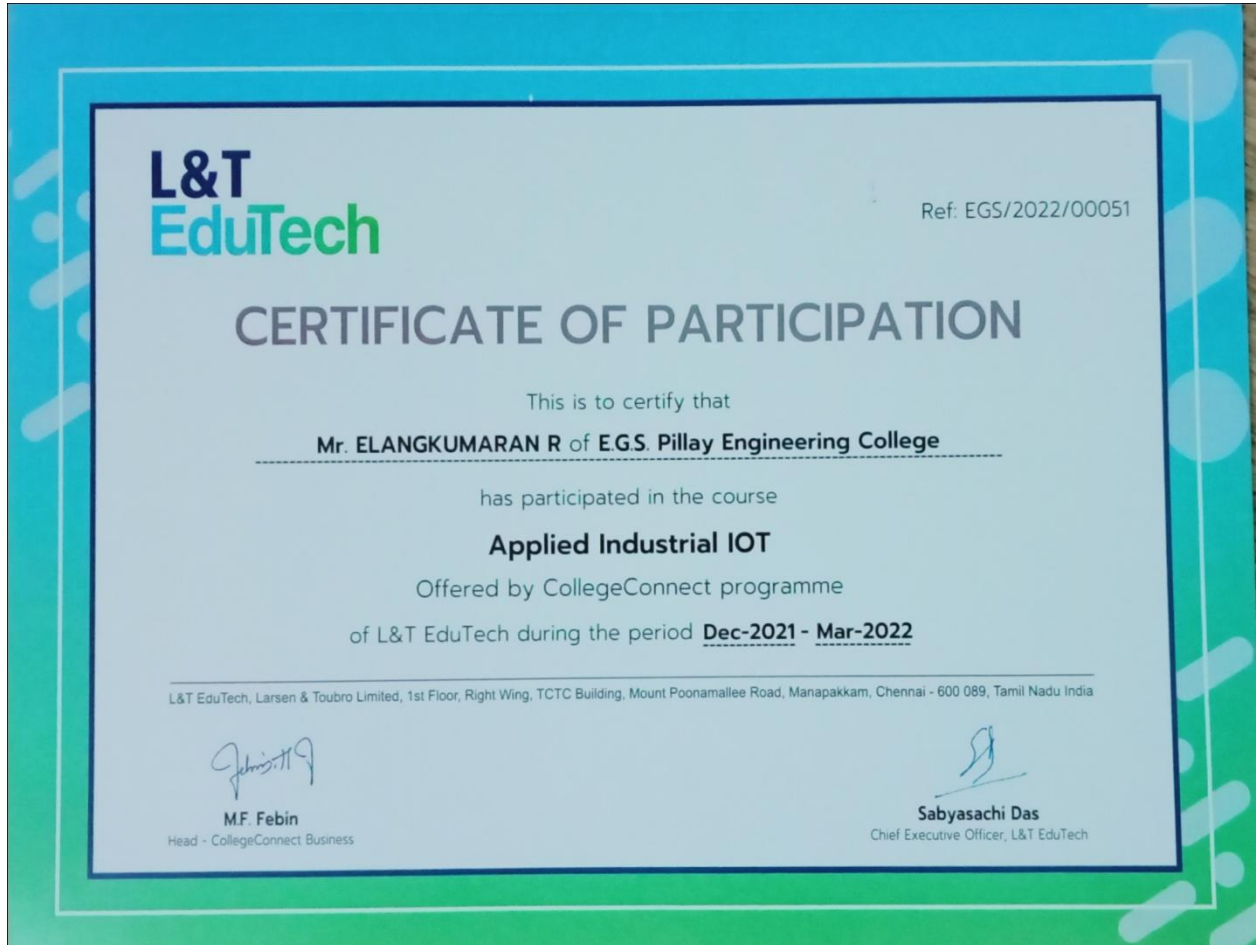 L&T
EduTech
Ref: EGS/2022/00051
CERTIFICATE OF PARTICIPATION
This is to certify that
Mr. ELANGKUMARAN R of E.G.S. Pillay Engineering College
has participated in the course
Applied Industrial IOT
Offered by CollegeConnect programme
of L&T EduTech during the period Dec-2021 - Mar-2022
L&T EduTech, Larsen & Toubro Limited, 1st Floor, Right Wing, TCTC Building, Mount Poonamallee Road, Manapakkam, Chennai - 600 089, Tamil Nadu India
M.F. Febin
Head - CollegeConnect Business
Sabyasachi Das
Chief Executive Officer, L&T EduTech